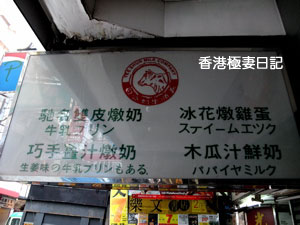 香港極妻日記
馳名雙皮燉奶
牛乳プリン
冰花燉雞蛋
スティームエツク
巧手薑汁燉奶
生姜味の牛乳プリンもある
木瓜汁鮮奶
パパイヤミルク